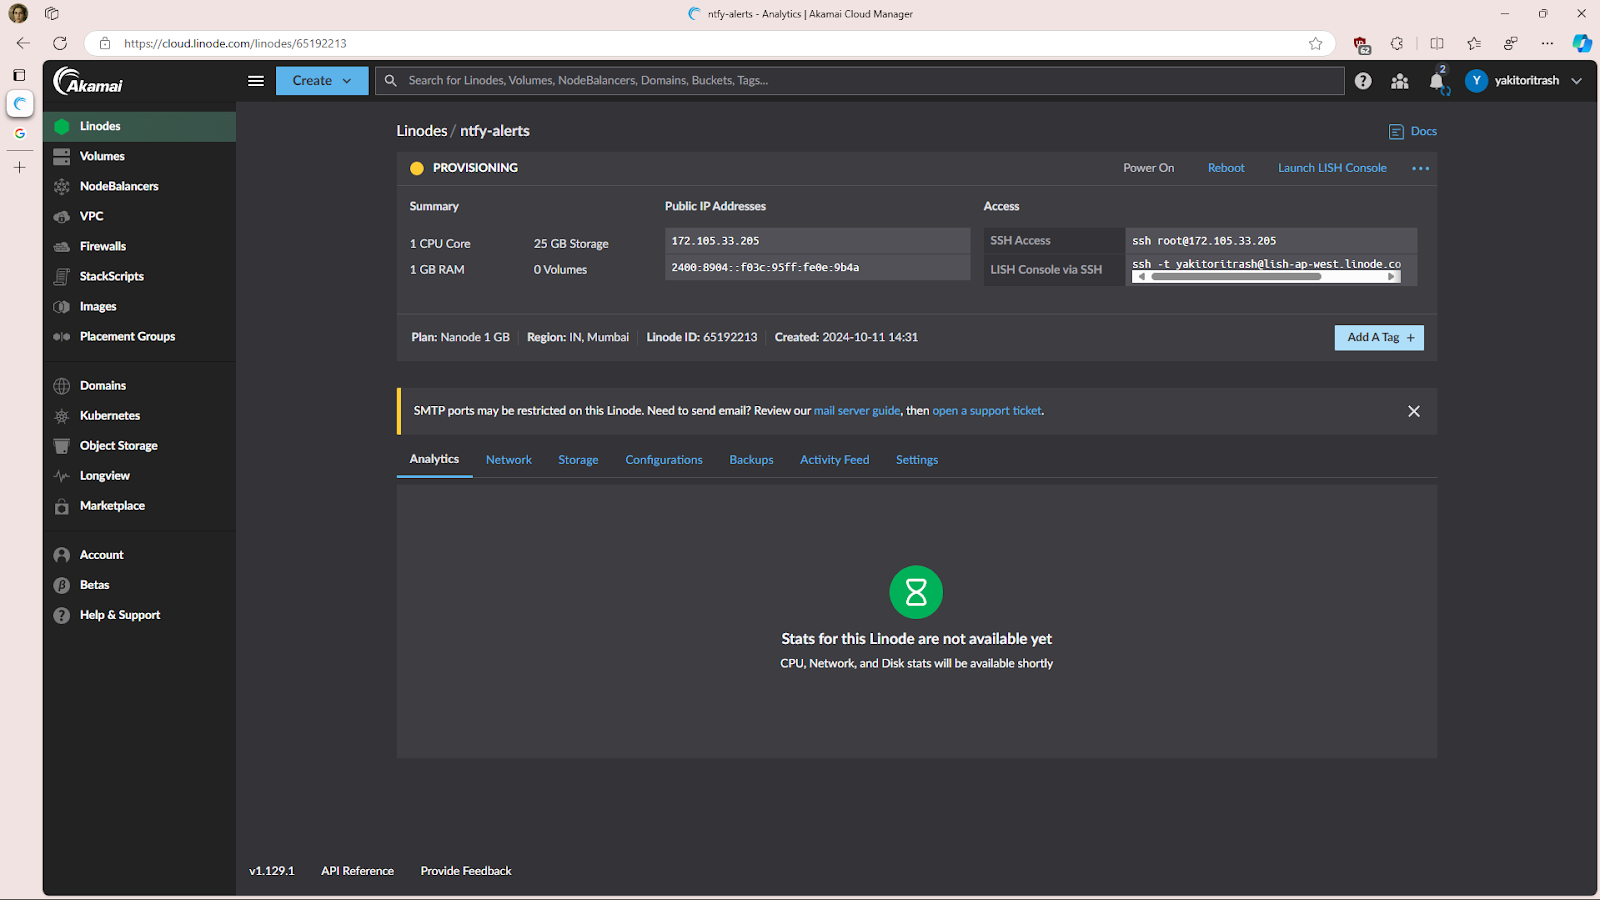 ntfy-alerts - Analytics | Akamai Cloud Manager
https://cloud.linode.com/linodes/65192213
62
Akamai
Create
Search for Linodes, Volumes, NodeBalancers, Domains, Buckets, Tags...
2
Y yakitoritrash
Linodes
Volumes
NodeBalancers
VPC
Firewalls
StackScripts
Images
Placement Groups
Domains
Kubernetes
Object Storage
Longview
Marketplace
Account
Betas
Help & Support
Linodes / ntfy-alerts
Docs
PROVISIONING
Power On Reboot Launch LISH Console ...
Summary
1 CPU Core 25 GB Storage
1 GB RAM 0 Volumes
Public IP Addresses
172.105.33.205
2400:8904::f03c:95ff:fe0e:9b4a
Access
SSH Access ssh root@172.105.33.205
LISH Console via SSH ssh -t yakitoritrash@lish-ap-west.linode.co
Plan: Nanode 1 GB Region: IN, Mumbai Linode ID: 65192213 Created: 2024-10-11 14:31
Add A Tag +
SMTP ports may be restricted on this Linode. Need to send email? Review our mail server guide, then open a support ticket.
Analytics Network Storage Configurations Backups Activity Feed Settings
Stats for this Linode are not available yet
CPU, Network, and Disk stats will be available shortly
v1.129.1 API Reference Provide Feedback